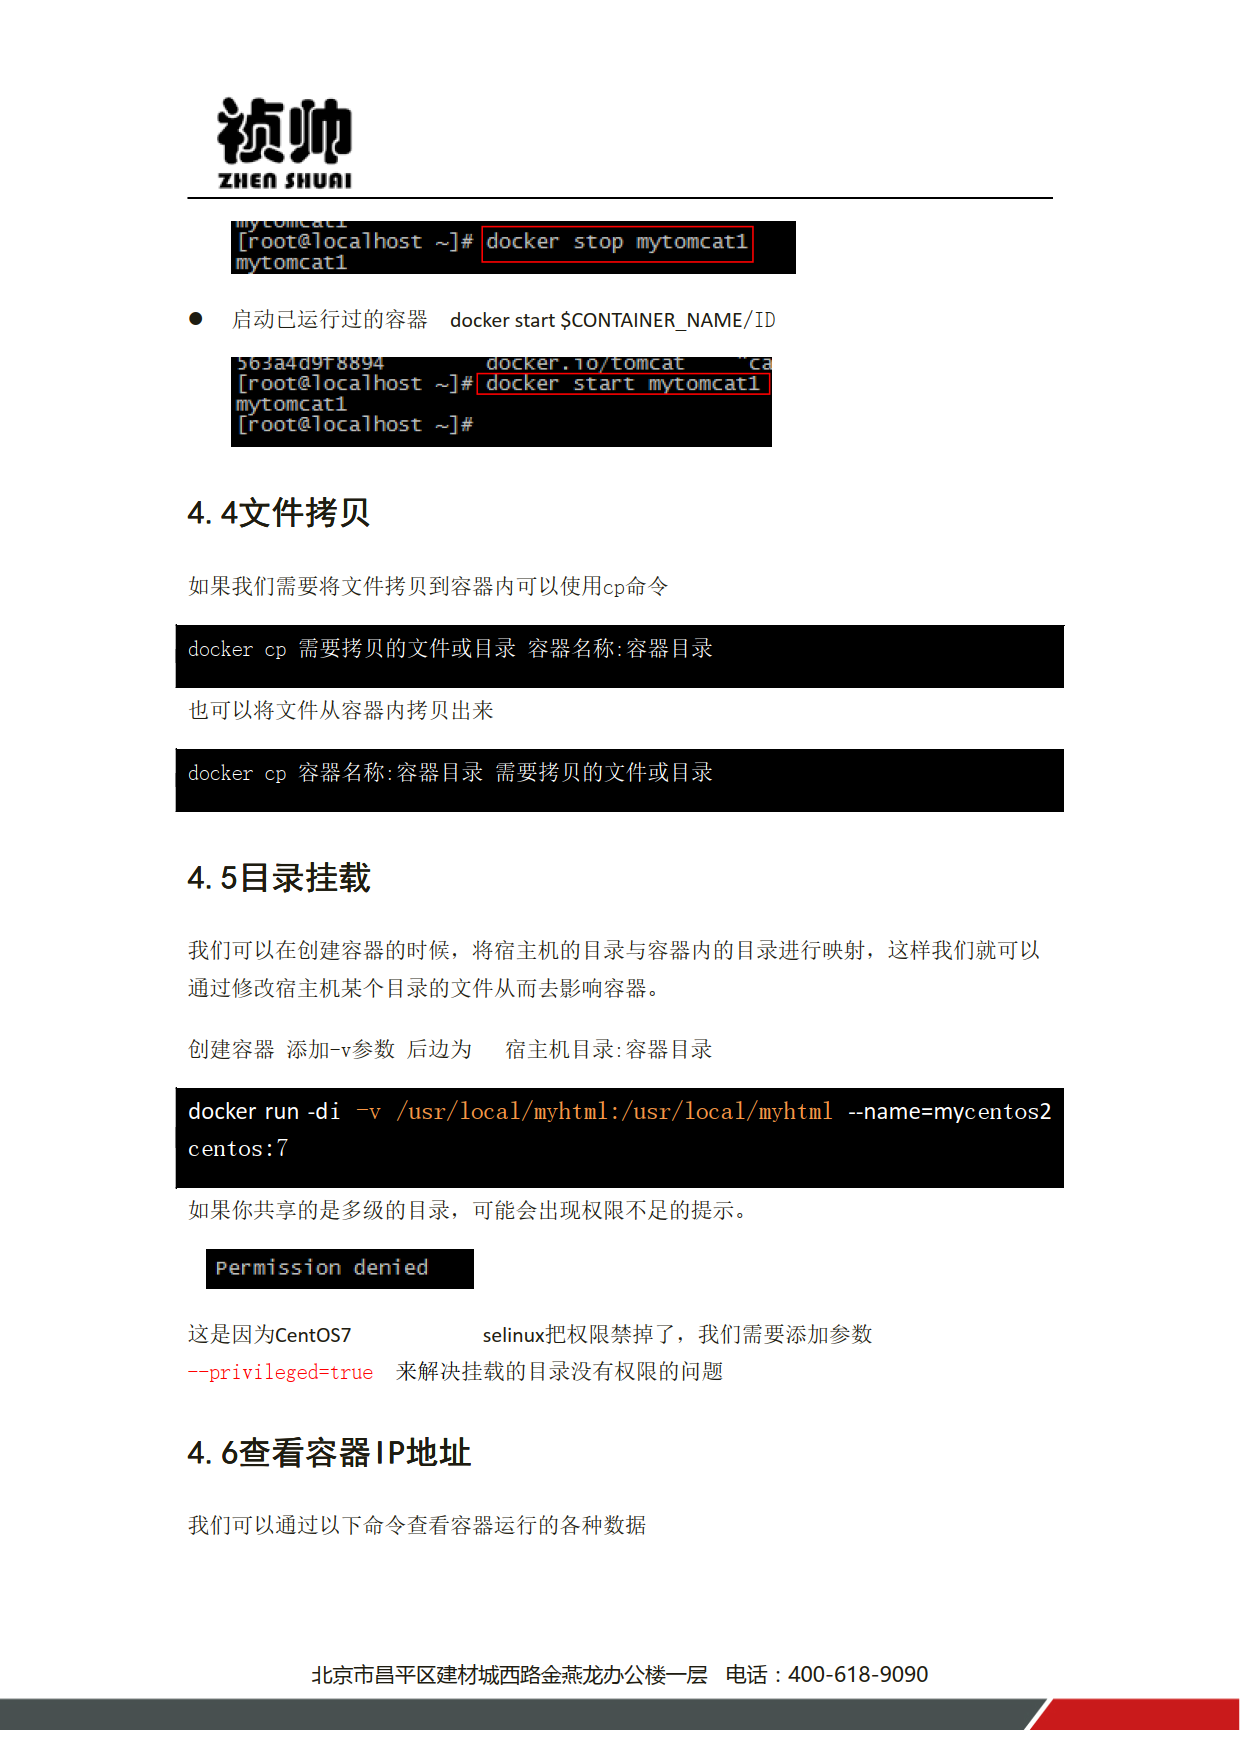 祯帅
ZHEN SHUAI
mytomcat1
[root@localhost ~]# docker stop mytomcat1
mytomcat1
● 启动已运行过的容器 docker start $CONTAINER_NAME/ID
563a4d9f8894 docker.io/tomcat "ca
[root@localhost ~]# docker start mytomcat1
mytomcat1
[root@localhost ~]#
4.4文件拷贝
如果我们需要将文件拷贝到容器内可以使用cp命令
docker cp 需要拷贝的文件或目录 容器名称:容器目录
也可以将文件从容器内拷贝出来
docker cp 容器名称:容器目录 需要拷贝的文件或目录
4.5目录挂载
我们可以在创建容器的时候，将宿主机的目录与容器内的目录进行映射，这样我们就可以
通过修改宿主机某个目录的文件从而去影响容器。
创建容器 添加-v参数 后边为 宿主机目录:容器目录
docker run -di -v /usr/local/myhtml:/usr/local/myhtml --name=mycentos2
centos:7
如果你共享的是多级的目录，可能会出现权限不足的提示。
Permission denied
这是因为CentOS7 selinux把权限禁掉了，我们需要添加参数
--privileged=true 来解决挂载的目录没有权限的问题
4.6查看容器IP地址
我们可以通过以下命令查看容器运行的各种数据
北京市昌平区建材城西路金燕龙办公楼一层 电话：400-618-9090